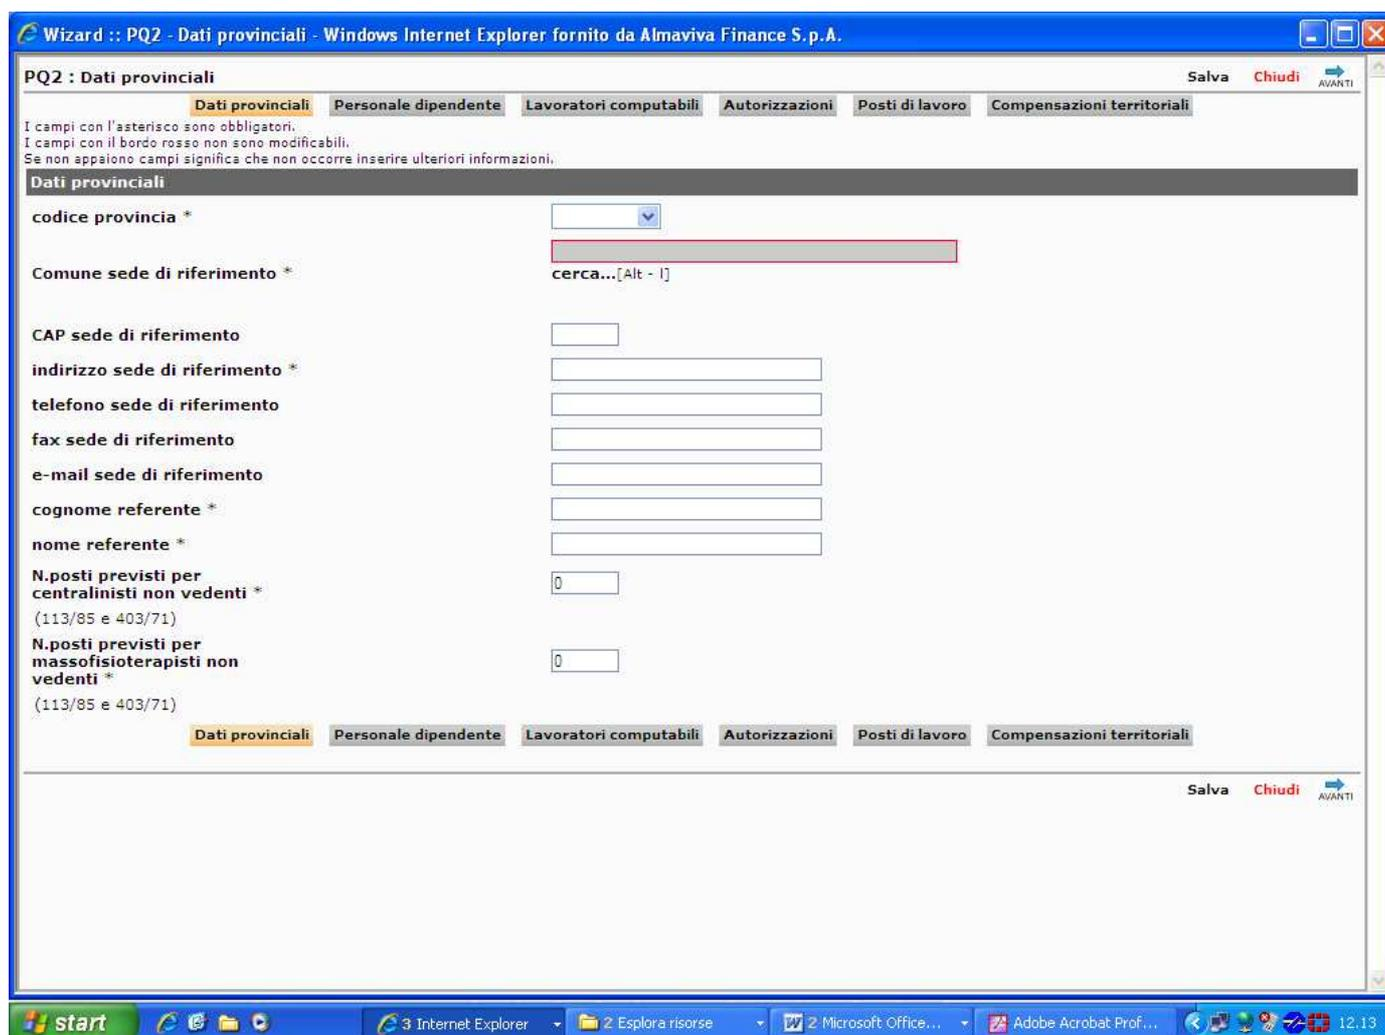 Wizard :: PQ2 - Dati provinciali - Windows Internet Explorer fornito da Almaviva Finance S.p.A.
PQ2 : Dati provinciali Salva Chiudi AVANTI
Dati provinciali Personale dipendente Lavoratori computabili Autorizzazioni Posti di lavoro Compensazioni territoriali
I campi con l'asterisco sono obbligatori.
I campi con il bordo rosso non sono modificabili.
Se non appaiono campi significa che non occorre inserire ulteriori informazioni.
Dati provinciali
codice provincia *
Comune sede di riferimento * cerca...[Alt - l]
CAP sede di riferimento
indirizzo sede di riferimento *
telefono sede di riferimento
fax sede di riferimento
e-mail sede di riferimento
cognome referente *
nome referente *
N.posti previsti per
centralinisti non vedenti * 0
(113/85 e 403/71)
N.posti previsti per
massofisioterapisti non 0
vedenti *
(113/85 e 403/71)
Dati provinciali Personale dipendente Lavoratori computabili Autorizzazioni Posti di lavoro Compensazioni territoriali
Salva Chiudi AVANTI
start 3 Internet Explorer 2 Esplora risorse 2 Microsoft Office... Adobe Acrobat Prof... 12.13